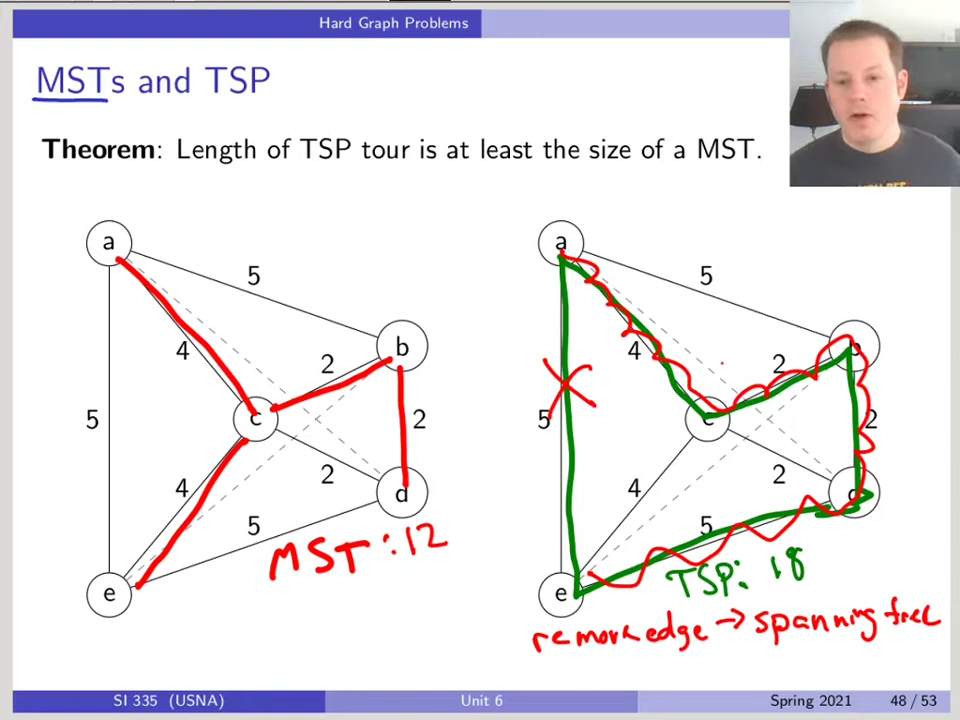 Hard Graph Problems
MSTs and TSP
Theorem: Length of TSP tour is at least the size of a MST.
a
5
4
b
2
5
c
2
2
4
d
5
e
MST:12
a
5
4
b
2
5
c
2
2
4
d
5
e
TSP: 18
remove edge → spanning tree
SI 335 (USNA)
Unit 6
Spring 2021
48 / 53